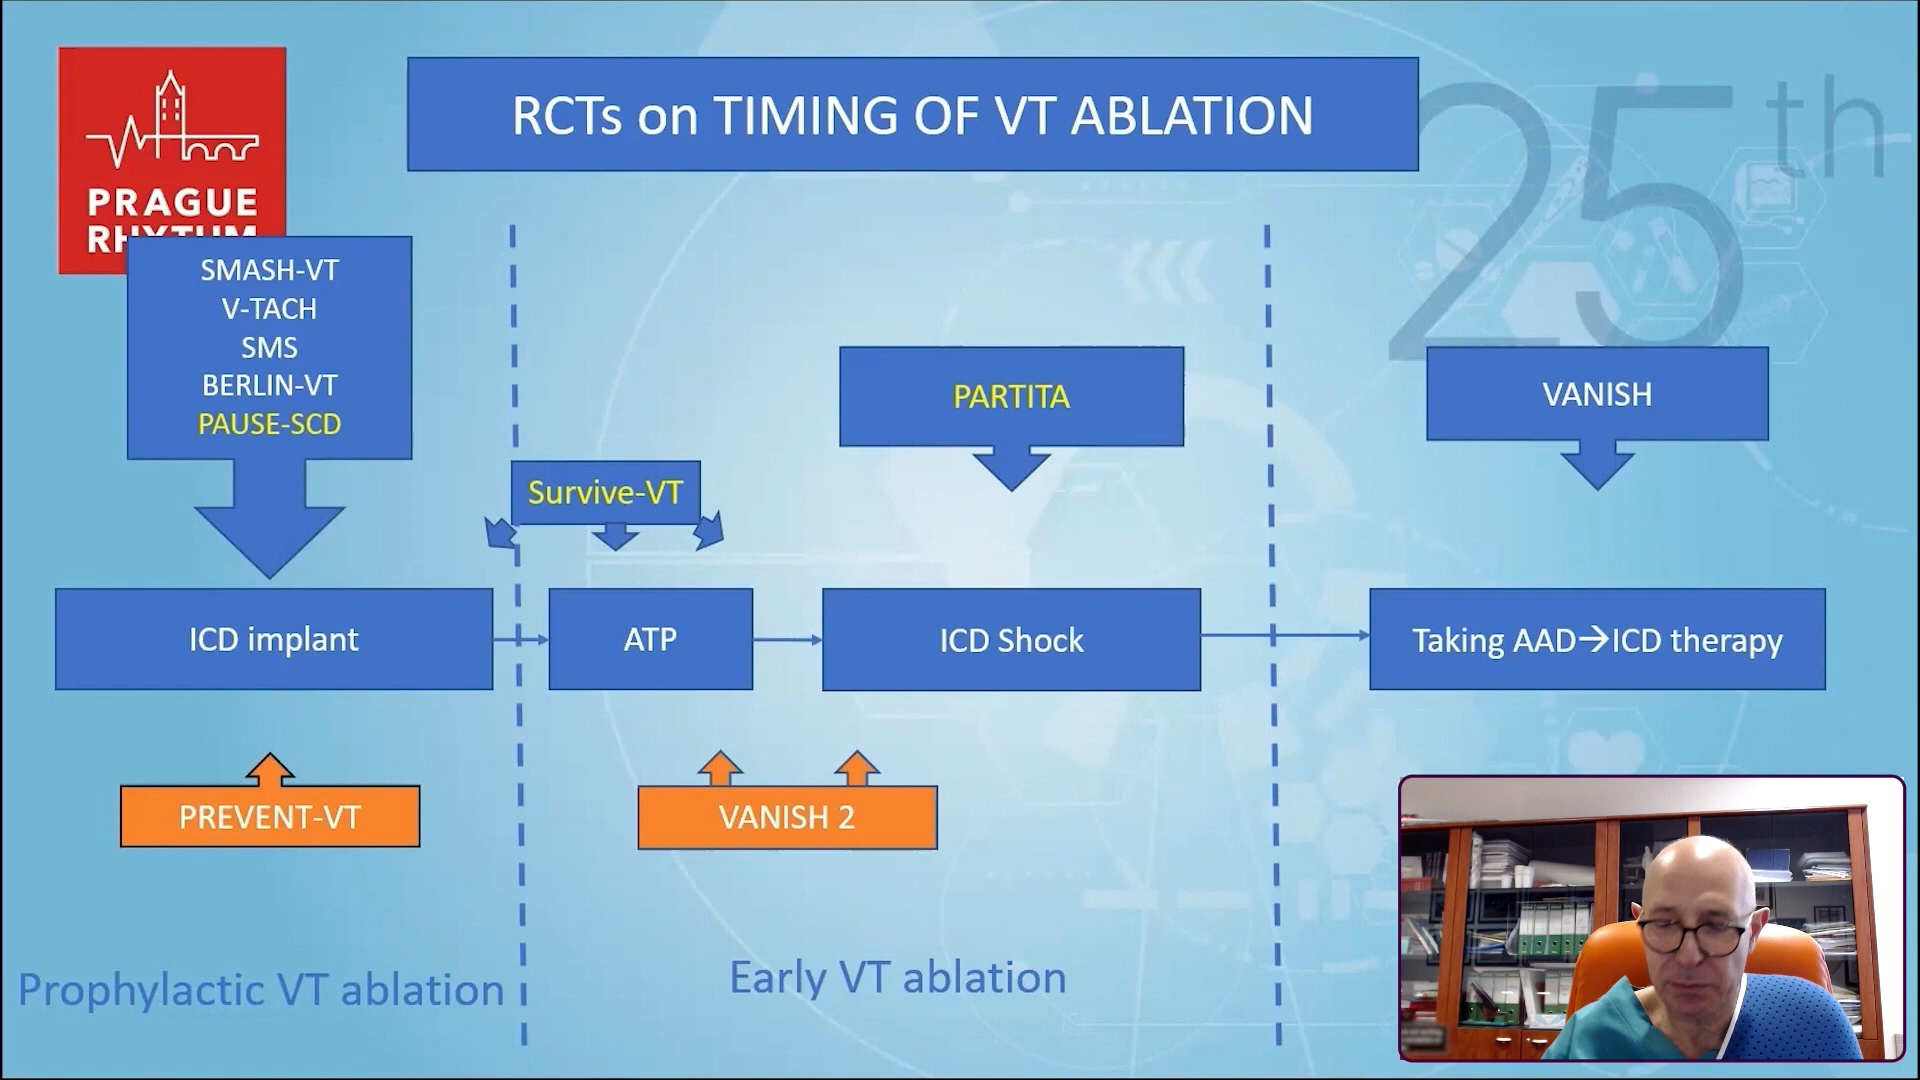 RCTs on TIMING OF VT ABLATION
25th
PRAGUE
RHYTHM
SMASH-VT
V-TACH
SMS
BERLIN-VT
PAUSE-SCD
Survive-VT
PARTITA
VANISH
ICD implant
ATP
ICD Shock
Taking AAD→ICD therapy
PREVENT-VT
VANISH 2
Prophylactic VT ablation
Early VT ablation